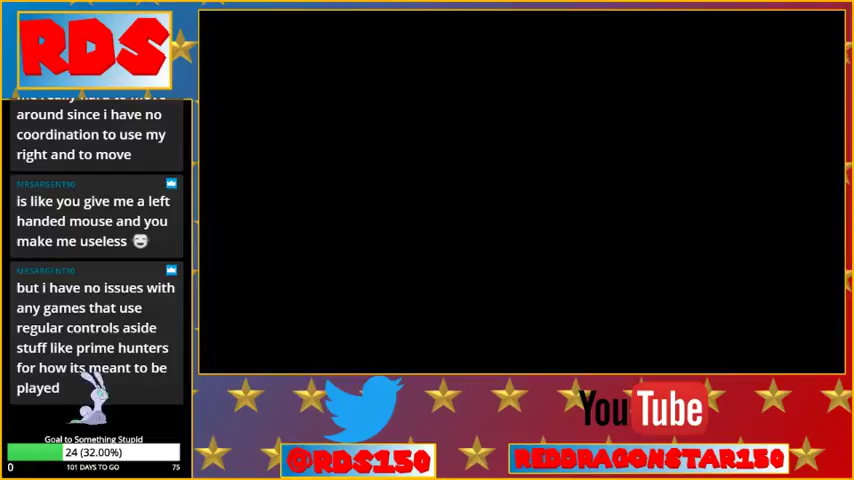 RDS
around since i have no
coordination to use my
right and to move
MRSARGENT90
is like you give me a left
handed mouse and you
make me useless
MRSARGENT90
but i have no issues with
any games that use
regular controls aside
stuff like prime hunters
for how its meant to be
played
Goal to Something Stupid
24 (32.00%)
0 101 DAYS TO GO 75
YouTube
@RDS150
REDDRAGONSTAR150